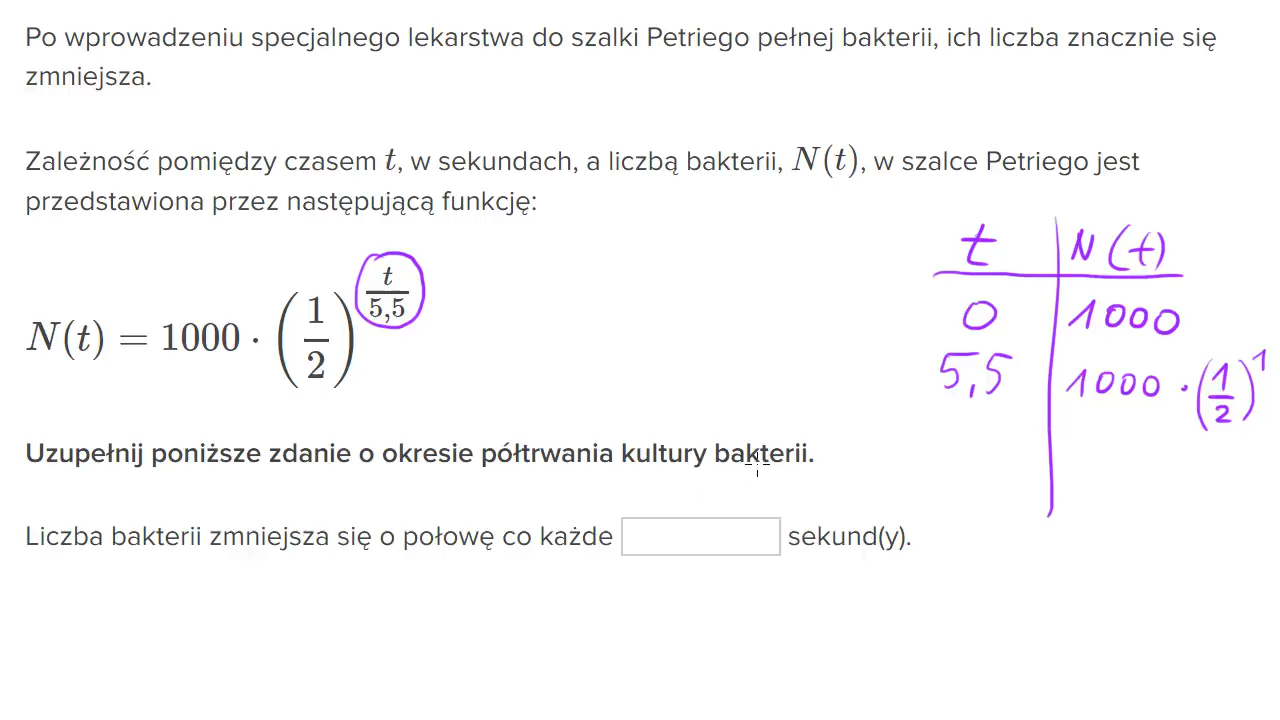 Po wprowadzeniu specjalnego lekarstwa do szalki Petriego pełnej bakterii, ich liczba znacznie się
zmniejsza.
Zależność pomiędzy czasem t, w sekundach, a liczbą bakterii, N(t), w szalce Petriego jest
przedstawiona przez następującą funkcję:
N(t) = 1000 · (1/2)^(t/5,5)
t | N(t)
0 | 1000
5,5 | 1000 · (1/2)^1
Uzupełnij poniższe zdanie o okresie półtrwania kultury bakterii.
Liczba bakterii zmniejsza się o połowę co każde sekund(y).